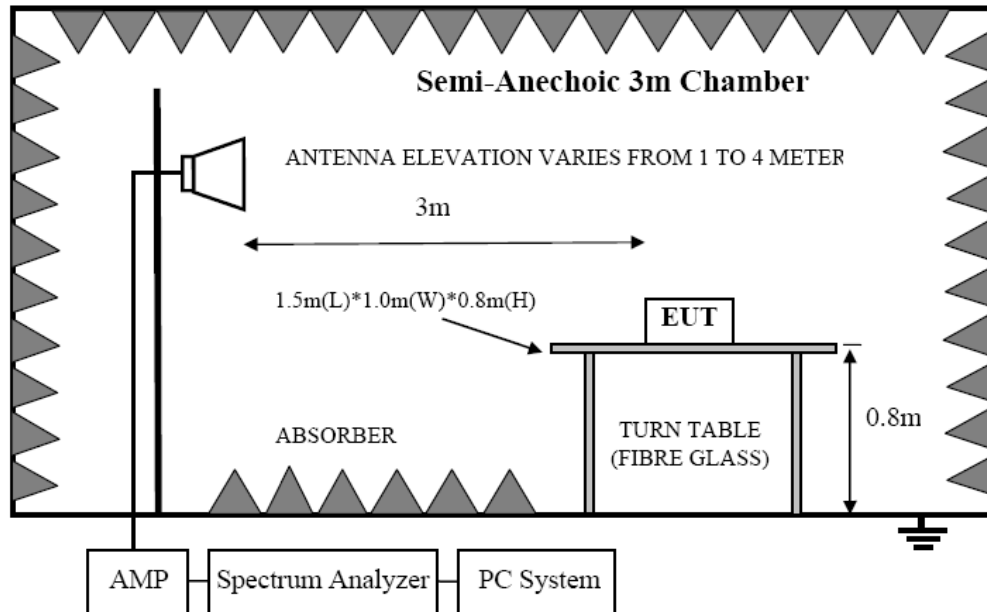 Semi-Anechoic 3m Chamber
ANTENNA ELEVATION VARIES FROM 1 TO 4 METER
3m
1.5m(L)*1.0m(W)*0.8m(H)
EUT
0.8m
ABSORBER
TURN TABLE
(FIBRE GLASS)
AMP
Spectrum Analyzer
PC System